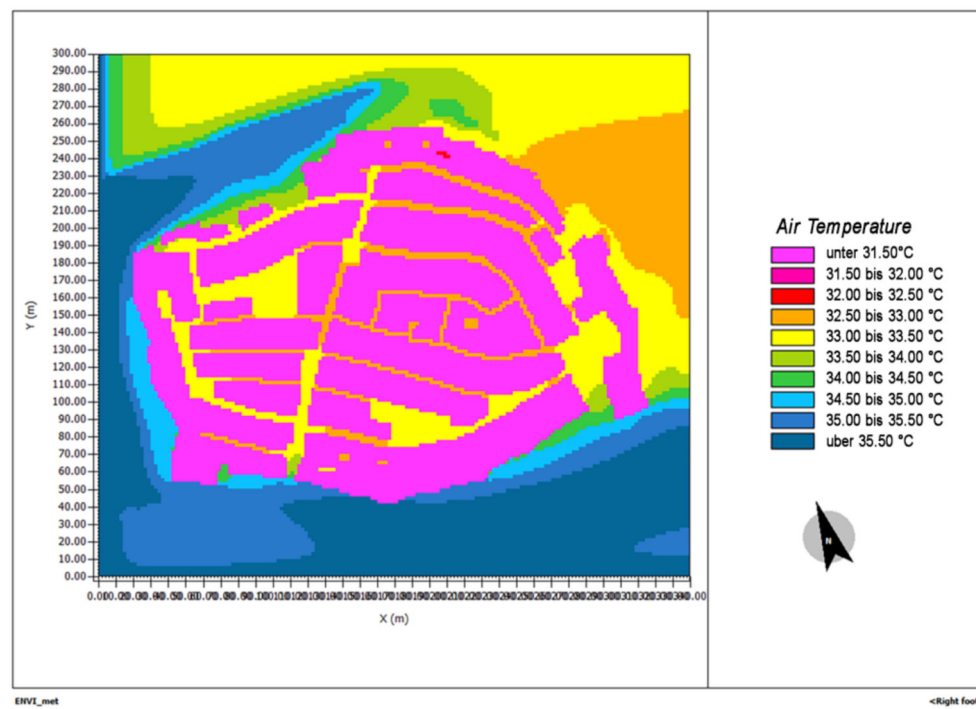 300.00
290.00
280.00
270.00
260.00
250.00
240.00
230.00
220.00
210.00
200.00
190.00
180.00
170.00
160.00
150.00
140.00
130.00
120.00
110.00
100.00
90.00
80.00
70.00
60.00
50.00
40.00
30.00
20.00
10.00
0.00
Y (m)
X (m)
Air Temperature
unter 31.50°C
31.50 bis 32.00 °C
32.00 bis 32.50 °C
32.50 bis 33.00 °C
33.00 bis 33.50 °C
33.50 bis 34.00 °C
34.00 bis 34.50 °C
34.50 bis 35.00 °C
35.00 bis 35.50 °C
uber 35.50 °C
N
ENVI_met
<Right foot